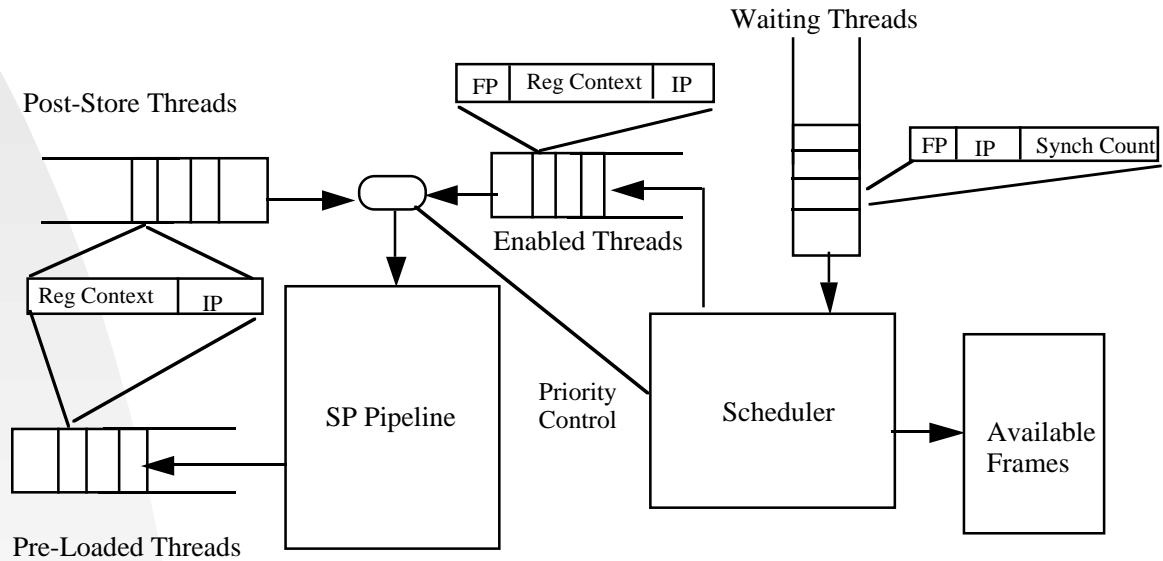 Waiting Threads
FP Reg Context IP
Post-Store Threads
FP IP Synch Count
Enabled Threads
Reg Context IP
Priority
Control
SP Pipeline
Scheduler
Available
Frames
Pre-Loaded Threads